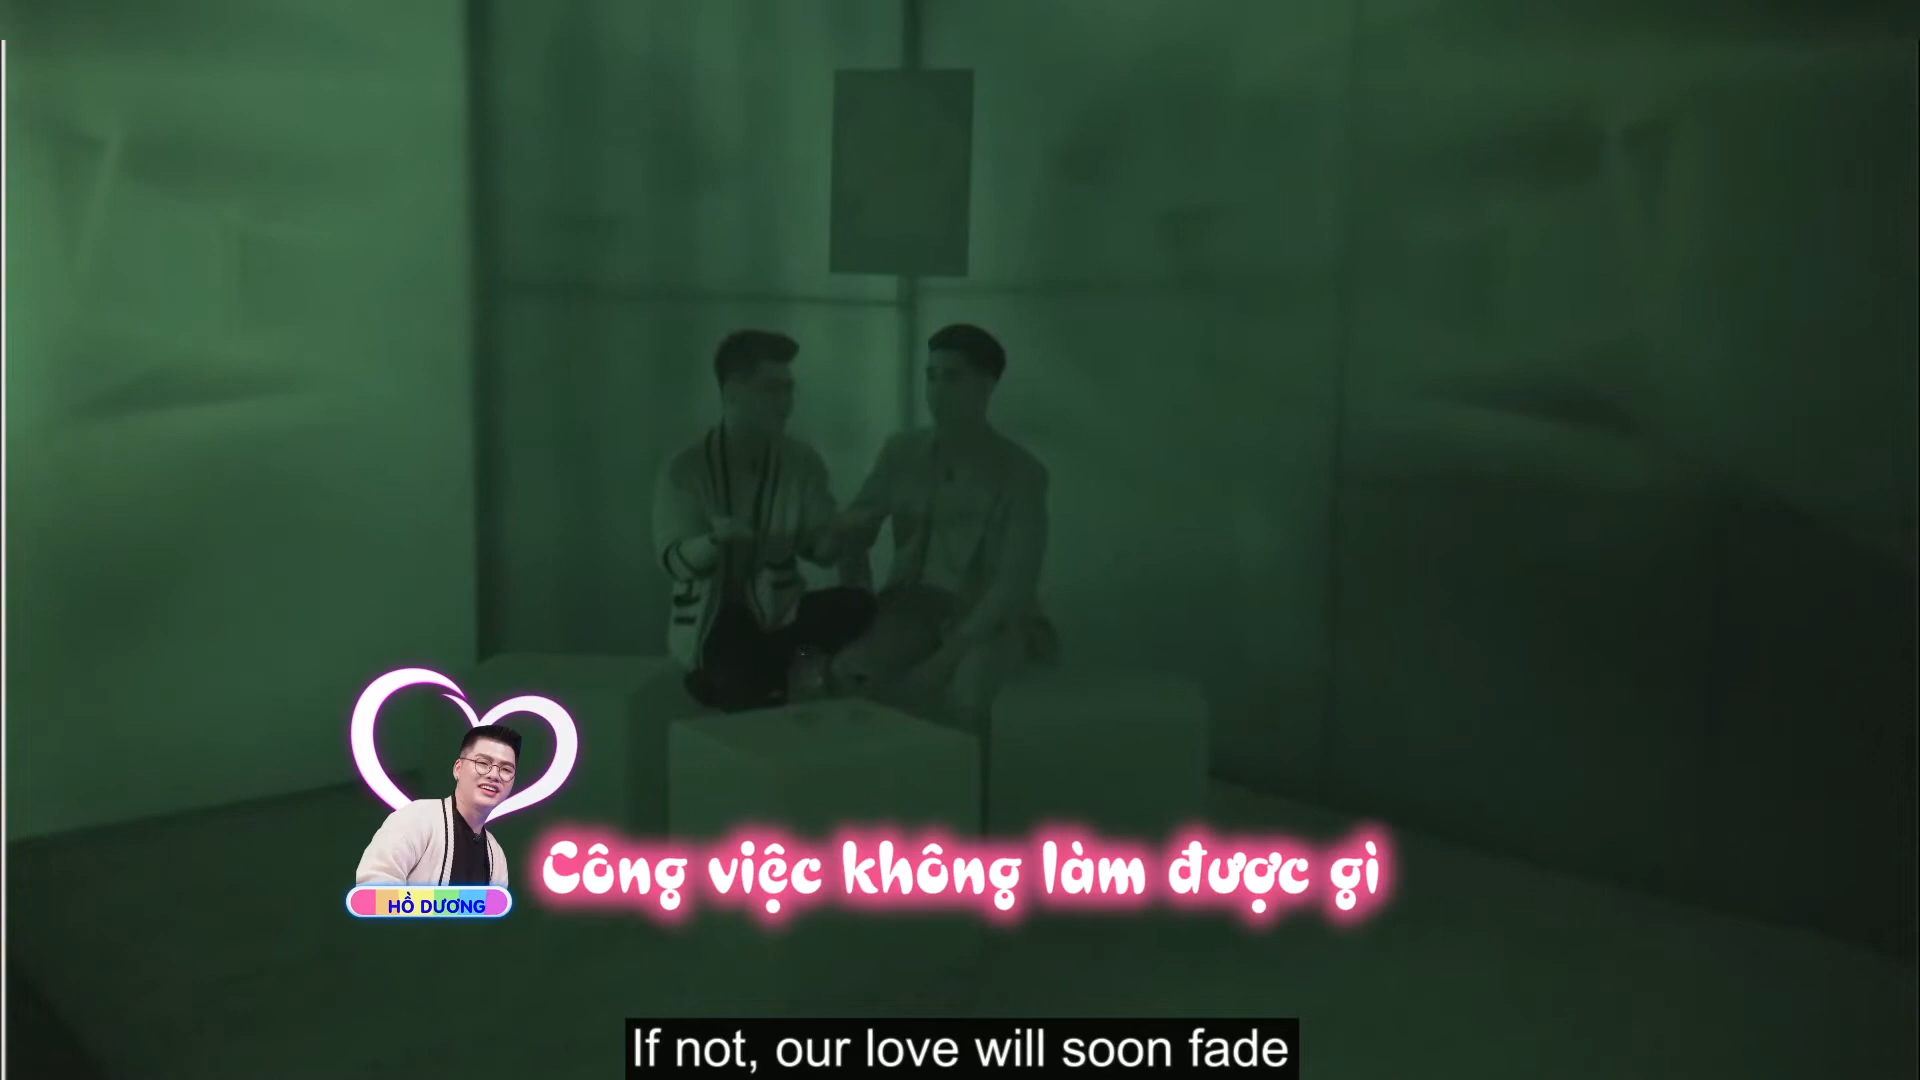 Công việc không làm được gì
HỒ DƯƠNG
If not, our love will soon fade